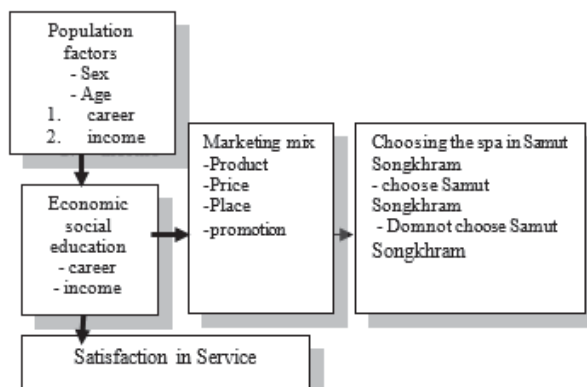 Population
factors
- Sex
- Age
1. career
2. income
Economic
social
education
- career
- income
Marketing mix
-Product
-Price
-Place
-promotion
Choosing the spa in Samut
Songkhram
- choose Samut
Songkhram
- Domnot choose Samut
Songkhram
Satisfaction in Service